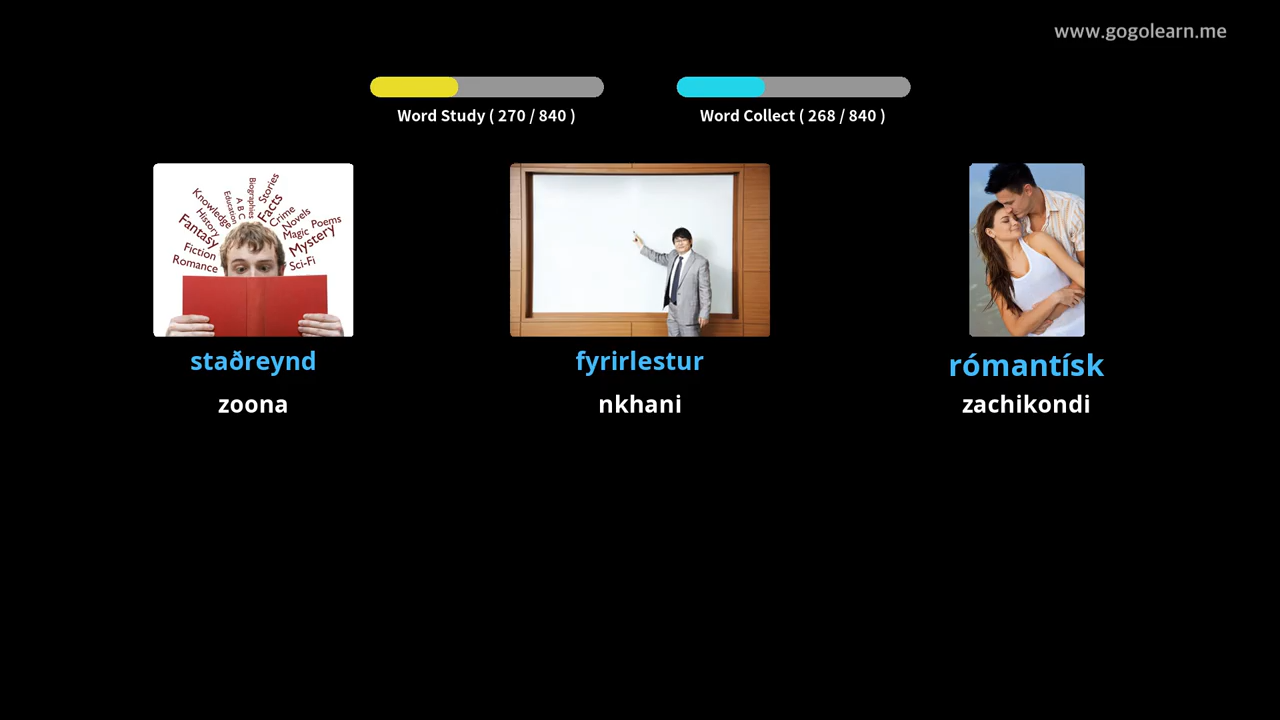 www.gogolearn.me
Word Study ( 270 / 840 )
Word Collect ( 268 / 840 )
Biographies
Stories
Knowledge
Education
A B C
Facts
History
Crime
Novels
Fantasy
Magic
Poems
Fiction
Mystery
Romance
Sci-Fi
staðreynd
fyrirlestur
rómantísk
zoona
nkhani
zachikondi